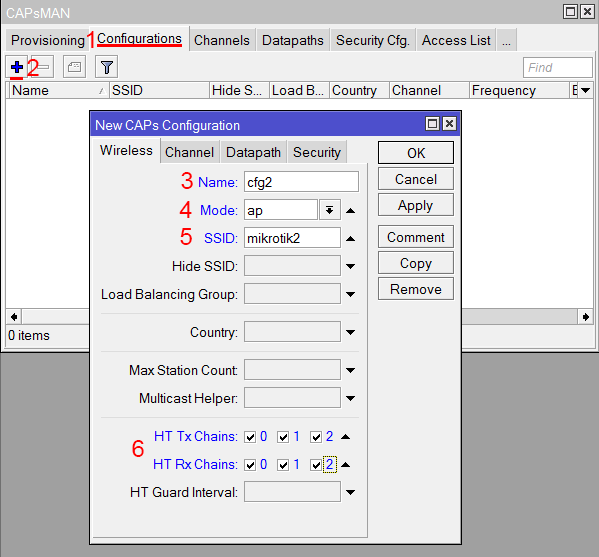 CAPsMAN
Provisioning 1 Configurations Channels Datapaths Security Cfg. Access List ...
2 Find
Name SSID Hide S... Load B... Country Channel Frequency
New CAPs Configuration
Wireless Channel Datapath Security
OK
3 Name: cfg2
Cancel
4 Mode: ap
Apply
5 SSID: mikrotik2
Comment
Hide SSID:
Copy
Load Balancing Group:
Remove
0 items
Country:
Max Station Count:
Multicast Helper:
6
HT Tx Chains: 0 1 2
HT Rx Chains: 0 1 2
HT Guard Interval: